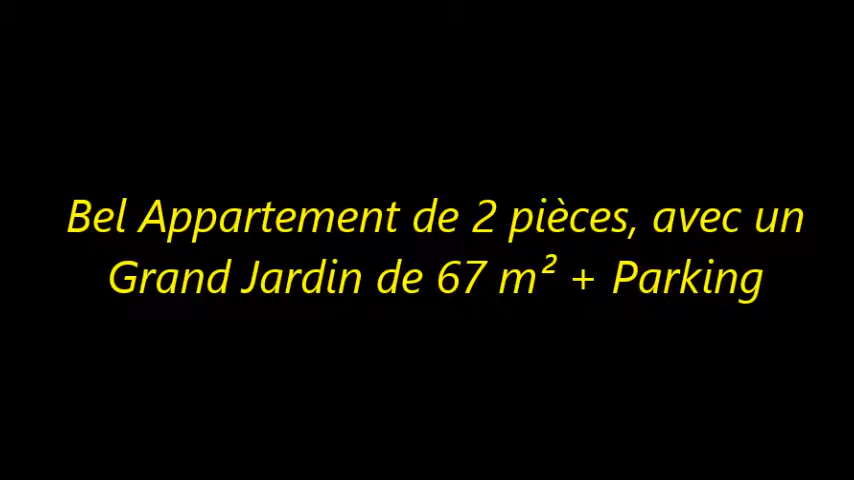 Bel Appartement de 2 pièces, avec un
Grand Jardin de 67 m² + Parking